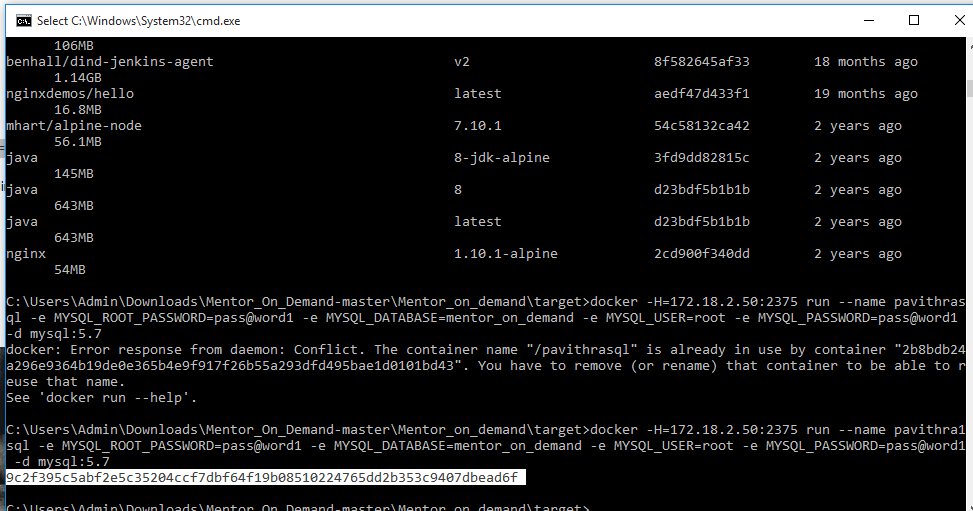 Select C:\Windows\System32\cmd.exe
106MB
benhall/dind-jenkins-agent v2 8f582645af33 18 months ago
1.14GB
nginxdemos/hello latest aedf47d433f1 19 months ago
16.8MB
mhart/alpine-node 7.10.1 54c58132ca42 2 years ago
56.1MB
java 8-jdk-alpine 3fd9dd82815c 2 years ago
145MB
java 8 d23bdf5b1b1b 2 years ago
643MB
java latest d23bdf5b1b1b 2 years ago
643MB
nginx 1.10.1-alpine 2cd900f340dd 2 years ago
54MB
C:\Users\Admin\Downloads\Mentor_On_Demand-master\Mentor_on_demand\target>docker -H=172.18.2.50:2375 run --name pavithras
ql -e MYSQL_ROOT_PASSWORD=pass@word1 -e MYSQL_DATABASE=mentor_on_demand -e MYSQL_USER=root -e MYSQL_PASSWORD=pass@word1
-d mysql:5.7
docker: Error response from daemon: Conflict. The container name "/pavithrasql" is already in use by container "2b8bdb24
a296e9364b19de0e365b4e9f917f26b55a293dfd495bae1d0101bd43". You have to remove (or rename) that container to be able to r
euse that name.
See 'docker run --help'.
C:\Users\Admin\Downloads\Mentor_On_Demand-master\Mentor_on_demand\target>docker -H=172.18.2.50:2375 run --name pavithra1
sql -e MYSQL_ROOT_PASSWORD=pass@word1 -e MYSQL_DATABASE=mentor_on_demand -e MYSQL_USER=root -e MYSQL_PASSWORD=pass@word1
-d mysql:5.7
9c2f395c5abf2e5c35204ccf7dbf64f19b08510224765dd2b353c9407dbead6f
C:\Users\Admin\Downloads\Mentor_On_Demand-master\Mentor_on_demand\target>